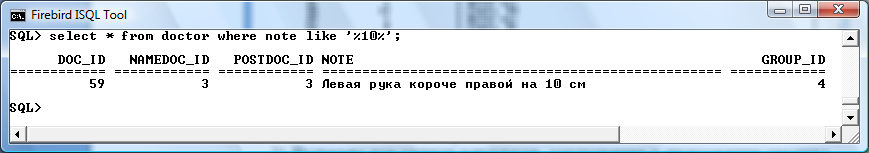 Firebird ISQL Tool
SQL> select * from doctor where note like '%10%';
DOC_ID NAMEDOC_ID POSTDOC_ID NOTE GROUP_ID
============ ============ ============ =================================================== ============
59 3 3 Левая рука короче правой на 10 см 4
SQL>